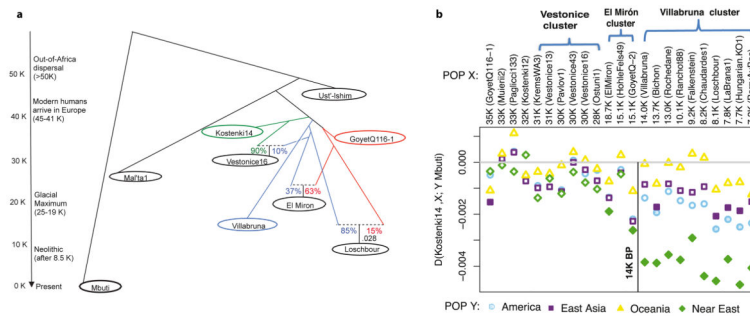 a
Out-of-Africa
dispersal
(>50K)
50 K
Modern humans
arrive in Europe
(45-41 K)
40 K
30 K
Glacial
Maximum
(25-19 K)
20 K
10 K
Neolithic
(after 8.5 K)
0 K
Present
Ust'-Ishim
Kostenki14
GoyetQ116-1
90%
10%
Vestonice16
Mal'ta1
37%
63%
El Miron
Villabruna
85%
15%
028
Loschbour
Mbuti
b
Vestonice
cluster
El Mirón
cluster
Villabruna cluster
POP X:
35K (GoyetQ116-1)
33K (Muierii2)
33K (Paglicci133)
32K (Kostenki12)
31K (KremsWA3)
31K (Vestonice13)
30K (Pavlov1)
30K (Vestonice43)
30K (Vestonice16)
28K (Ostuni1)
18.7K (ElMiron)
15.1K (HohleFels49)
15.1K (GoyetQ-2)
14.0K (Villabruna)
13.7K (Bichon)
13.0K (Rochedane)
10.1K (Ranchot88)
9.2K (Falkenstein)
8.2K (Chaudardes1)
8.1K (Loschbour)
7.8K (LaBrana1)
7.7K (Hungarian.KO1)
D(Kostenki14 ,X; Y Mbuti)
0.000
-0.002
-0.004
14K BP
POP Y:
America
East Asia
Oceania
Near East